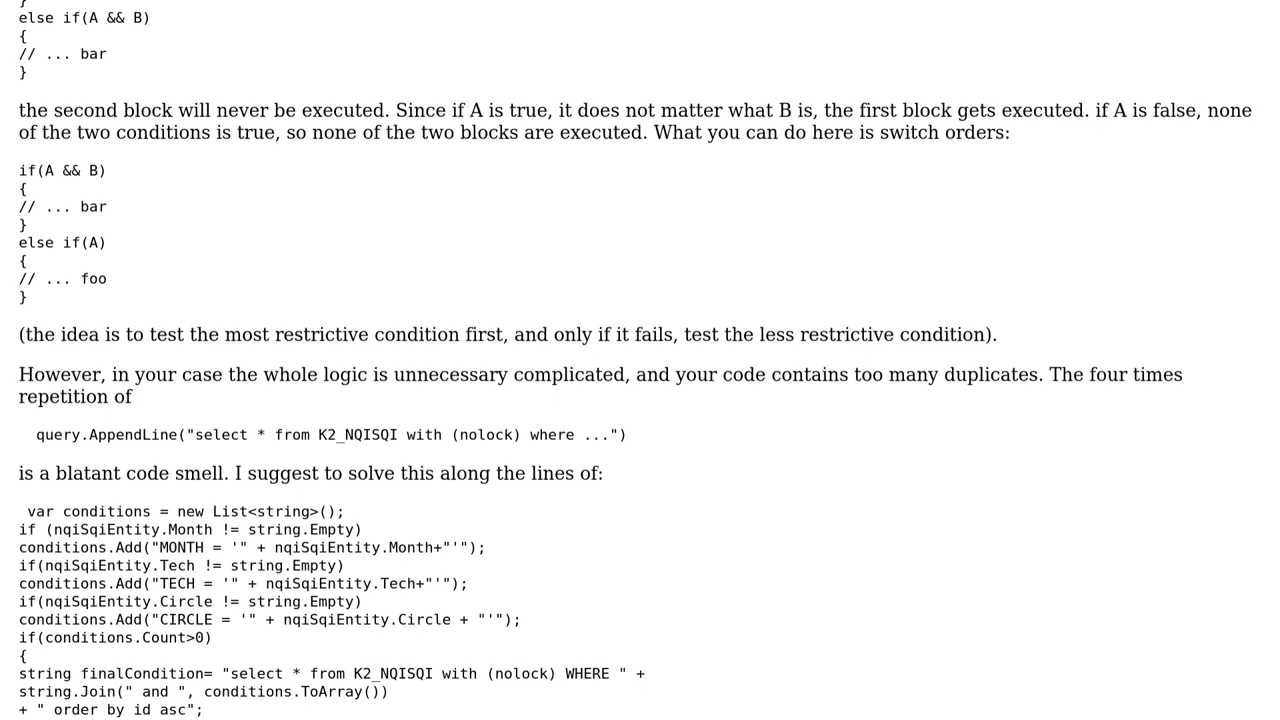 }
else if(A && B)
{
// ... bar
}
the second block will never be executed. Since if A is true, it does not matter what B is, the first block gets executed. if A is false, none
of the two conditions is true, so none of the two blocks are executed. What you can do here is switch orders:
if(A && B)
{
// ... bar
}
else if(A)
{
// ... foo
}
(the idea is to test the most restrictive condition first, and only if it fails, test the less restrictive condition).
However, in your case the whole logic is unnecessary complicated, and your code contains too many duplicates. The four times
repetition of
query.AppendLine("select * from K2_NQISQI with (nolock) where ...")
is a blatant code smell. I suggest to solve this along the lines of:
var conditions = new List<string>();
if (nqiSqiEntity.Month != string.Empty)
conditions.Add("MONTH = '" + nqiSqiEntity.Month+"'");
if(nqiSqiEntity.Tech != string.Empty)
conditions.Add("TECH = '" + nqiSqiEntity.Tech+"'");
if(nqiSqiEntity.Circle != string.Empty)
conditions.Add("CIRCLE = '" + nqiSqiEntity.Circle + "'");
if(conditions.Count>0)
{
string finalCondition= "select * from K2_NQISQI with (nolock) WHERE " +
string.Join(" and ", conditions.ToArray())
+ " order by id asc";